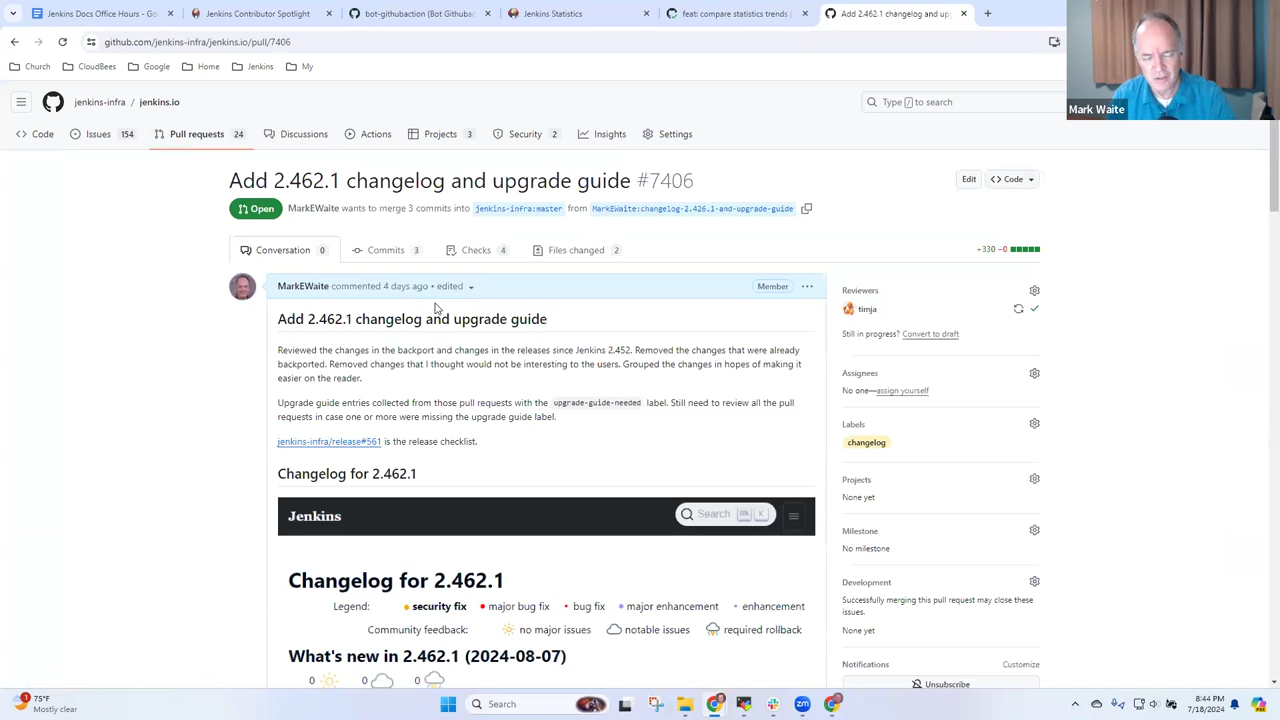 Jenkins Docs Office Hours - Go
Jenkins Contributor Spotlight
bot-githubaction (Bot Githubac
Jenkins Statistics
feat: compare statistics trends (
Add 2.462.1 changelog and up
github.com/jenkins-infra/jenkins.io/pull/7406
Church
CloudBees
Google
Home
Jenkins
My
Mark Waite
jenkins-infra / jenkins.io
Type / to search
Code
Issues 154
Pull requests 24
Discussions
Actions
Projects 3
Security 2
Insights
Settings
Add 2.462.1 changelog and upgrade guide #7406
Edit
<> Code
Open
MarkEWaite wants to merge 3 commits into jenkins-infra:master from MarkEWaite:changelog-2.426.1-and-upgrade-guide
Conversation 0
Commits 3
Checks 4
Files changed 2
+330 −0
MarkEWaite commented 4 days ago • edited
Member
Add 2.462.1 changelog and upgrade guide
Reviewed the changes in the backport and changes in the releases since Jenkins 2.452. Removed the changes that were already
backported. Removed changes that I thought would not be interesting to the users. Grouped the changes in hopes of making it
easier on the reader.
Upgrade guide entries collected from those pull requests with the upgrade-guide-needed label. Still need to review all the pull
requests in case one or more were missing the upgrade guide label.
jenkins-infra/release#561 is the release checklist.
Changelog for 2.462.1
Jenkins
Search Ctrl K
Changelog for 2.462.1
Legend: security fix major bug fix bug fix major enhancement enhancement
Community feedback: no major issues notable issues required rollback
What's new in 2.462.1 (2024-08-07)
0 0 0
Reviewers
timja
Still in progress? Convert to draft
Assignees
No one—assign yourself
Labels
changelog
Projects
None yet
Milestone
No milestone
Development
Successfully merging this pull request may close these
issues.
None yet
Notifications
Customize
Unsubscribe
1
75°F
Mostly clear
Search
8:44 PM
7/18/2024